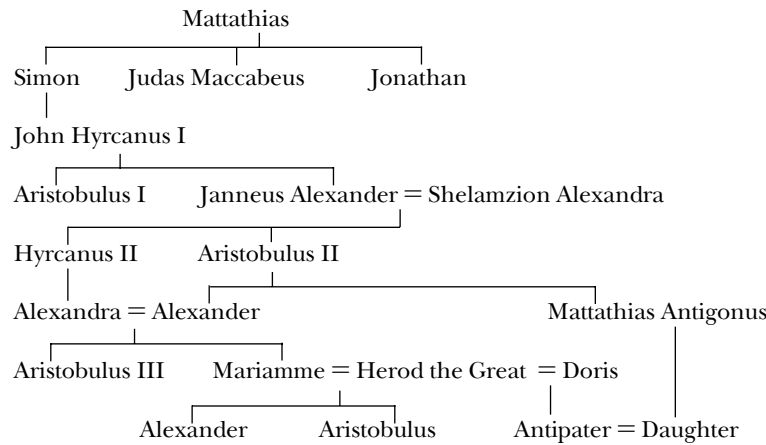 Mattathias
Simon Judas Maccabeus Jonathan
John Hyrcanus I
Aristobulus I Janneus Alexander = Shelamzion Alexandra
Hyrcanus II Aristobulus II
Alexandra = Alexander Mattathias Antigonus
Aristobulus III Mariamme = Herod the Great = Doris
Alexander Aristobulus Antipater = Daughter